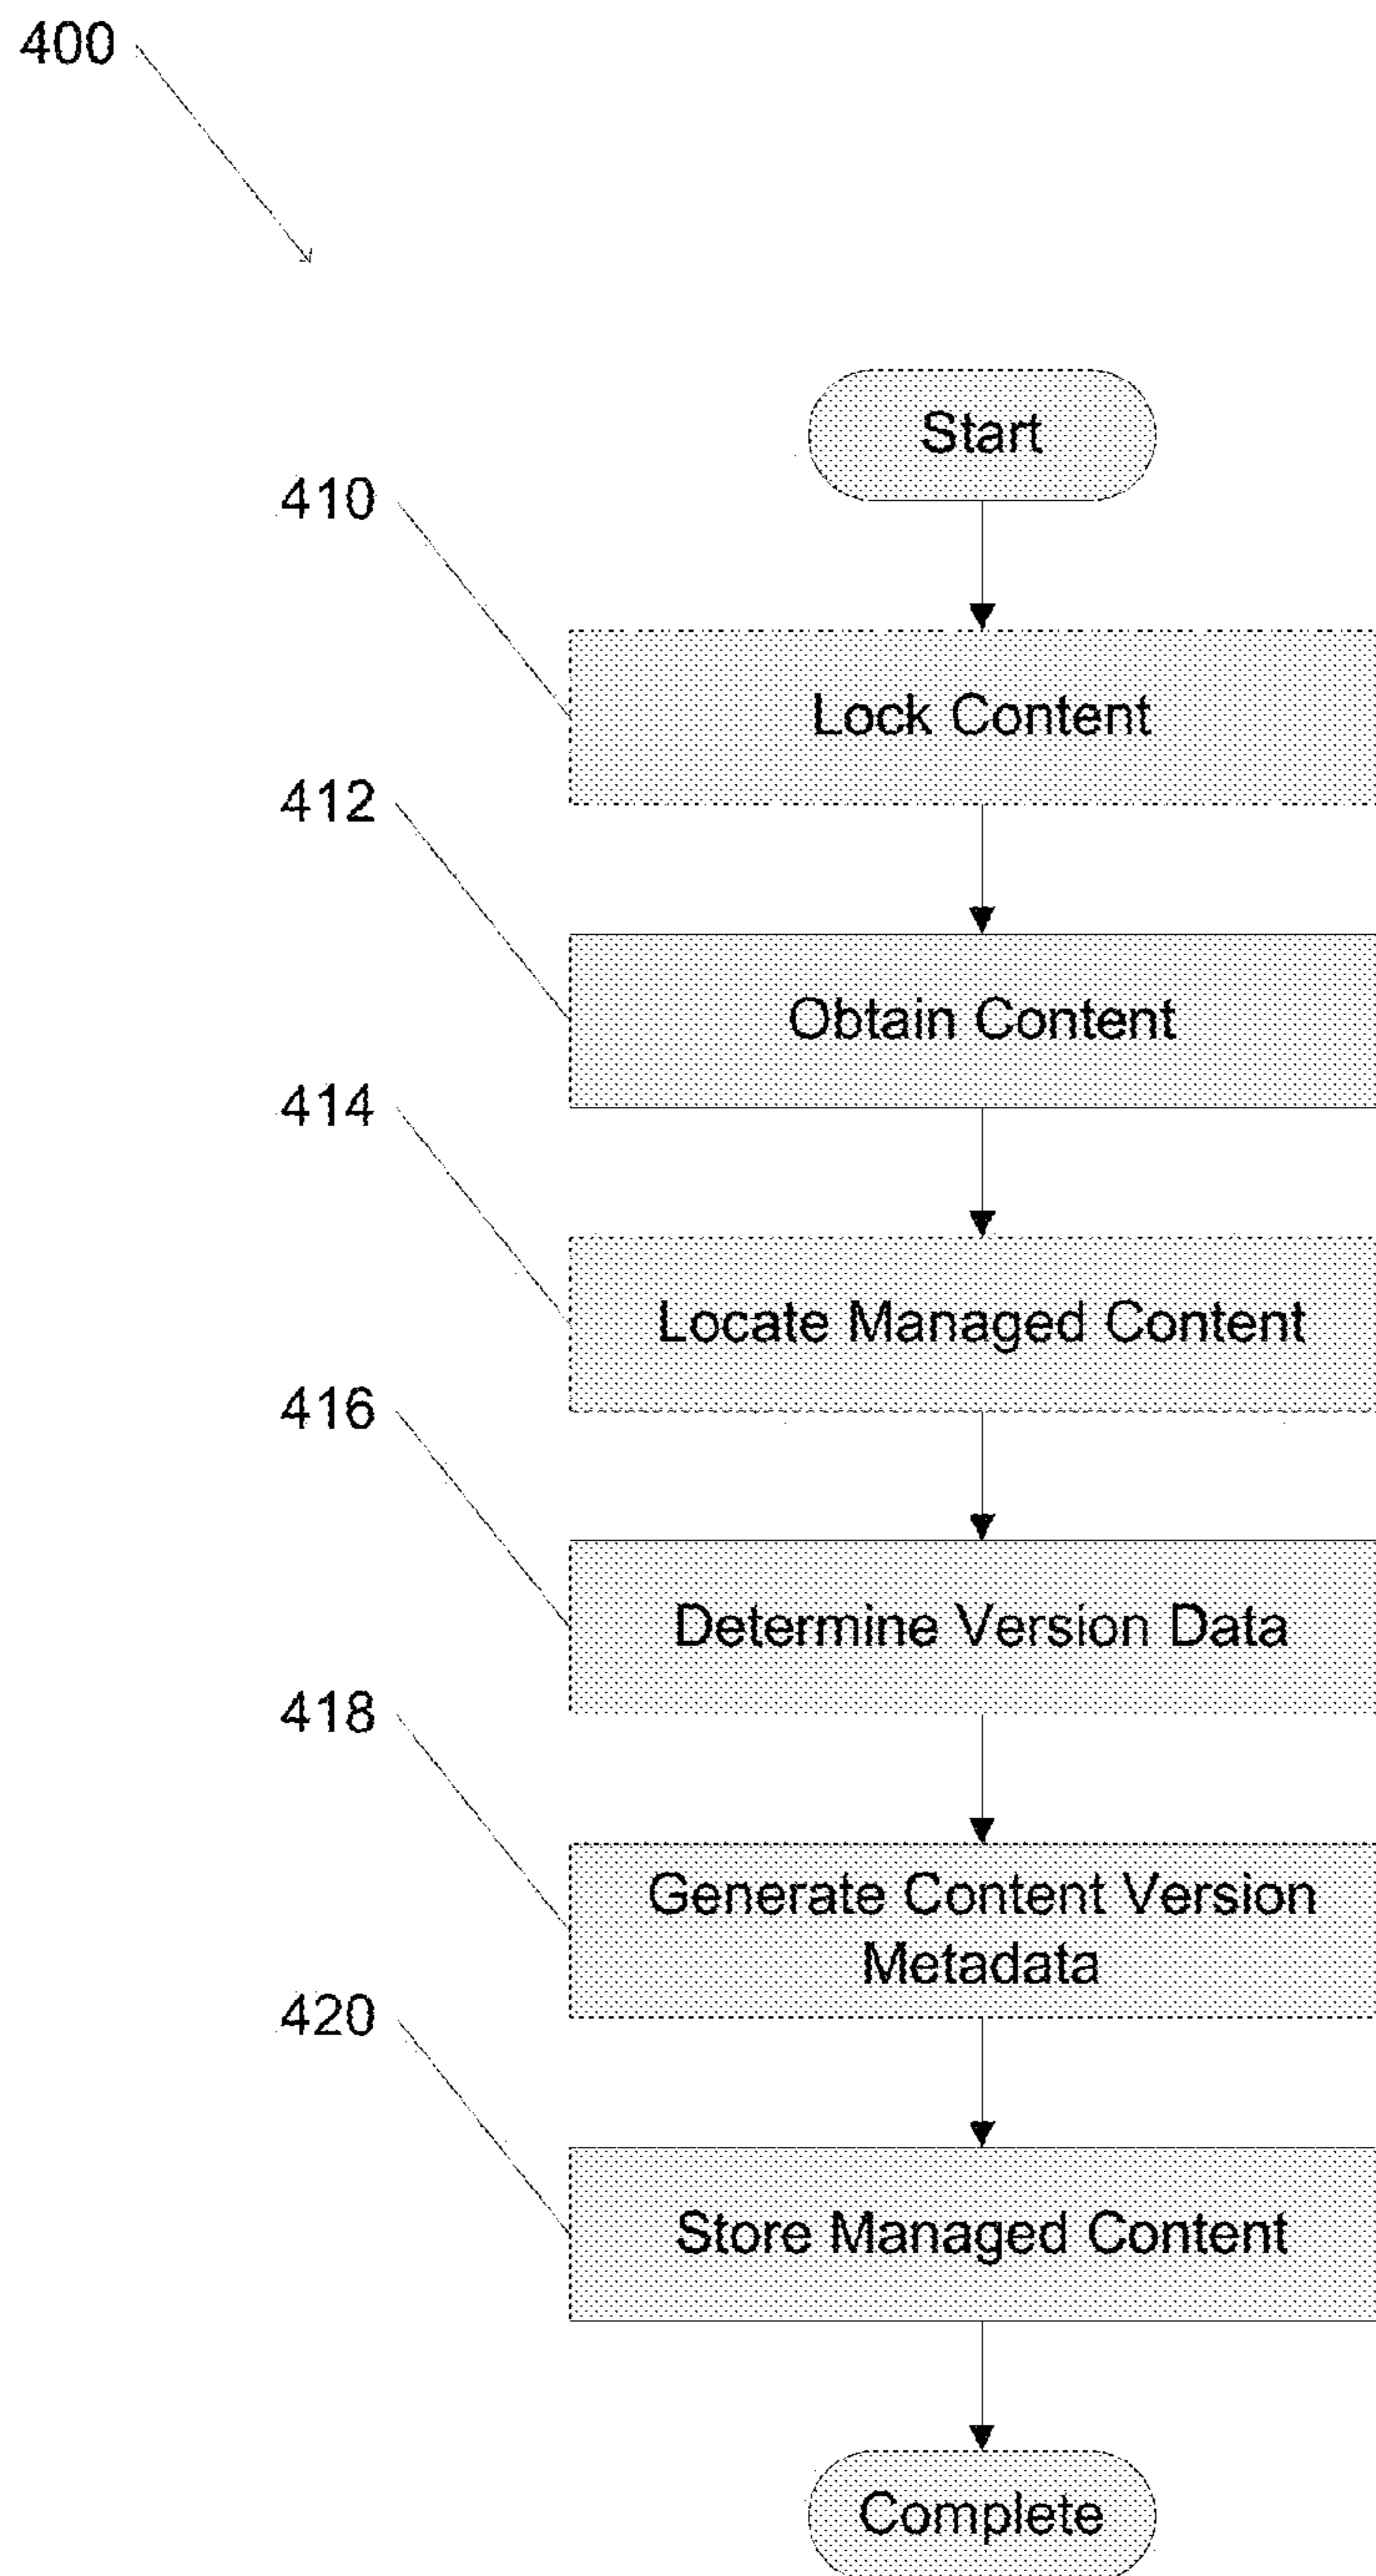 400
Start
410
Lock Content
412
Obtain Content
414
Locate Managed Content
416
Determine Version Data
418
Generate Content Version
Metadata
420
Store Managed Content
Complete